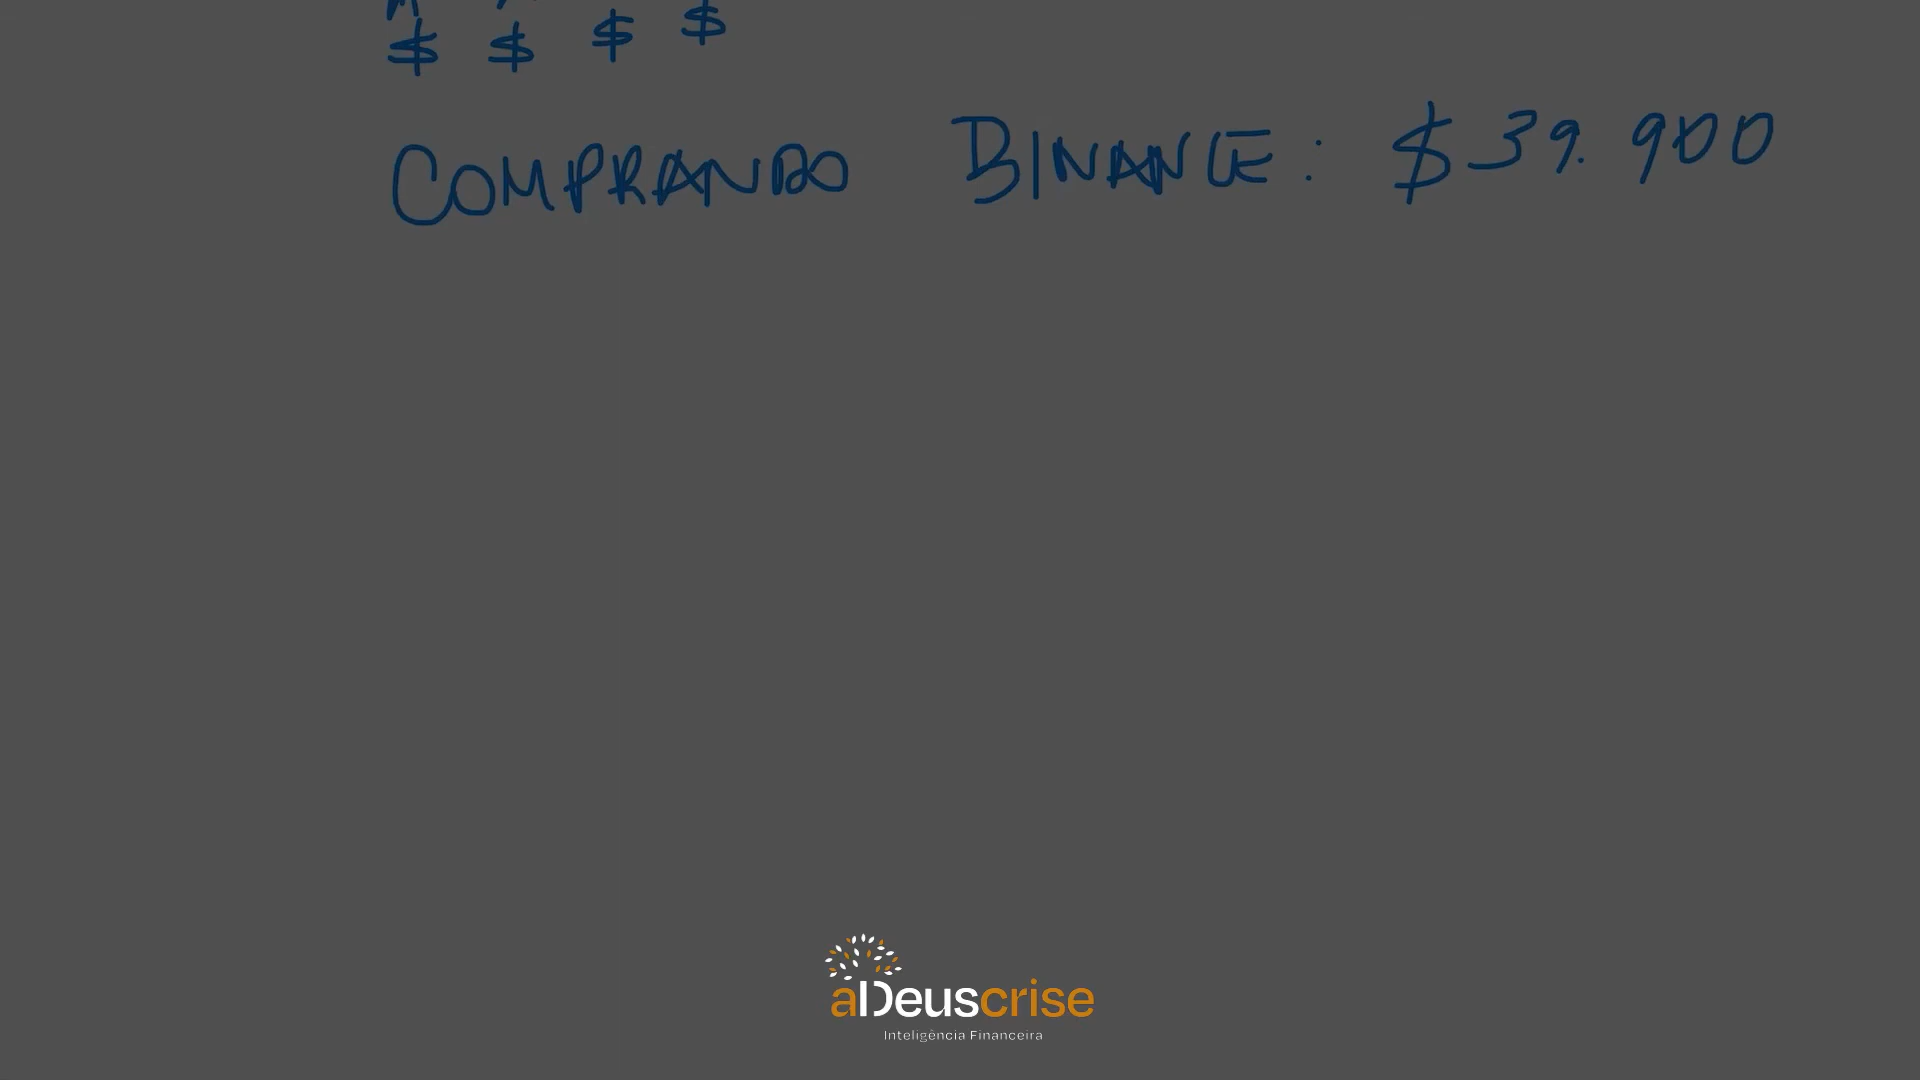 $ $ $ $
COMPRANDO BINANCE: $ 39.900
aDeuscrise
Inteligência Financeira